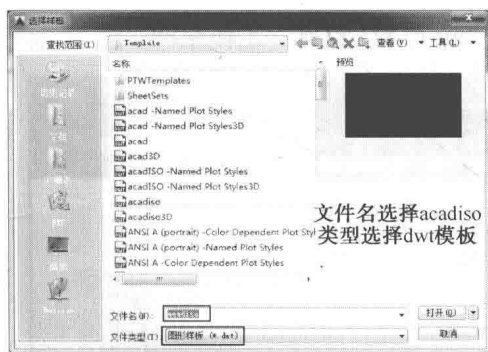 选择样板
查找范围(I): Template 查看(V) 工具(L)
名称 预览
PTWTemplates
SheetSets
acad -Named Plot Styles
acad -Named Plot Styles3D
acad
acad3D
acadISO -Named Plot Styles
acadISO -Named Plot Styles3D
acadiso
acadiso3D
ANSI A (portrait) -Color Dependent Plot Styl
ANSI A (portrait) -Named Plot Styles
ANSI A -Color Dependent Plot Styles
文件名选择acadiso
类型选择dwt模板
文件名(N): 打开(O)
文件类型(T): 图形样板 (*.dwt) 取消